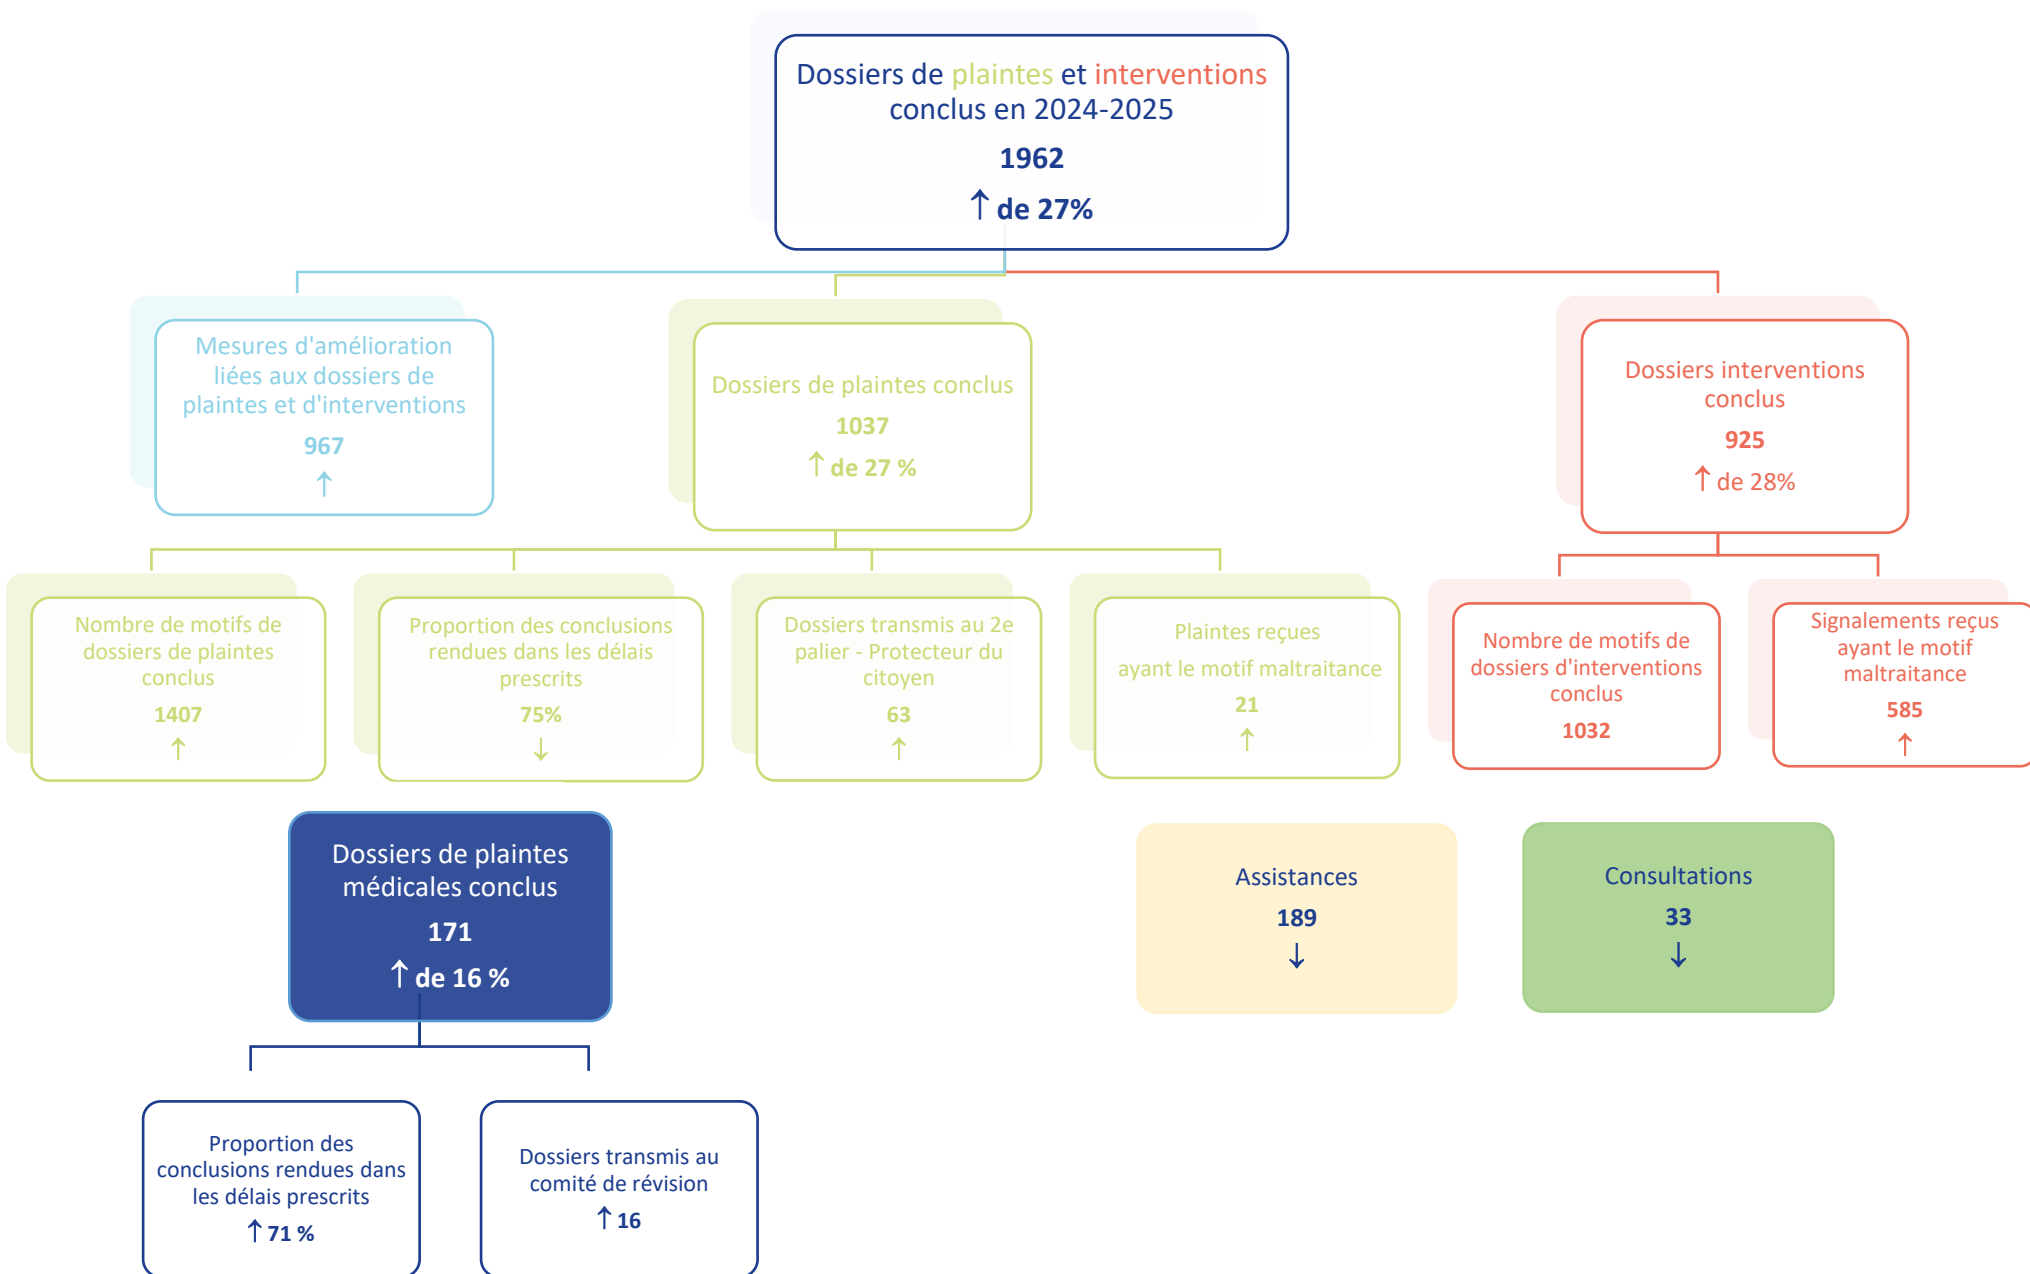 Dossiers de plaintes et interventions
conclus en 2024-2025
1962
↑ de 27%
Mesures d'amélioration
liées aux dossiers de
plaintes et d'interventions
967
↑
Dossiers de plaintes conclus
1037
↑ de 27 %
Dossiers interventions
conclus
925
↑ de 28%
Nombre de motifs de
dossiers de plaintes
conclus
1407
↑
Proportion des conclusions
rendues dans les délais
prescrits
75%
↓
Dossiers transmis au 2e
palier - Protecteur du
citoyen
63
↑
Plaintes reçues
ayant le motif maltraitance
21
↑
Nombre de motifs de
dossiers d'interventions
conclus
1032
Signalements reçus
ayant le motif
maltraitance
585
↑
Dossiers de plaintes
médicales conclus
171
↑ de 16 %
Assistances
189
↓
Consultations
33
↓
Proportion des
conclusions rendues dans
les délais prescrits
↑ 71 %
Dossiers transmis au
comité de révision
↑ 16